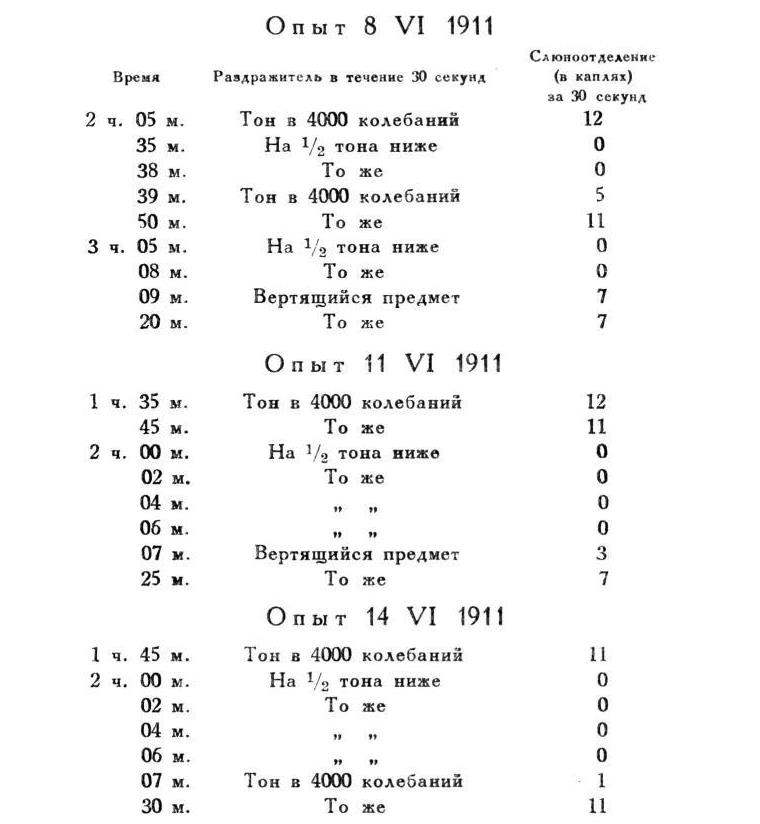 Опыт 8 VI 1911
Время Раздражитель в течение 30 секунд Слюноотделение (в каплях) за 30 секунд
2 ч. 05 м. Тон в 4000 колебаний 12
35 м. На 1/2 тона ниже 0
38 м. То же 0
39 м. Тон в 4000 колебаний 5
50 м. То же 11
3 ч. 05 м. На 1/2 тона ниже 0
08 м. То же 0
09 м. Вертящийся предмет 7
20 м. То же 7
Опыт 11 VI 1911
1 ч. 35 м. Тон в 4000 колебаний 12
45 м. То же 11
2 ч. 00 м. На 1/2 тона ниже 0
02 м. То же 0
04 м. „ „ 0
06 м. „ „ 0
07 м. Вертящийся предмет 3
25 м. То же 7
Опыт 14 VI 1911
1 ч. 45 м. Тон в 4000 колебаний 11
2 ч. 00 м. На 1/2 тона ниже 0
02 м. То же 0
04 м. „ „ 0
06 м. „ „ 0
07 м. Тон в 4000 колебаний 1
30 м. То же 11